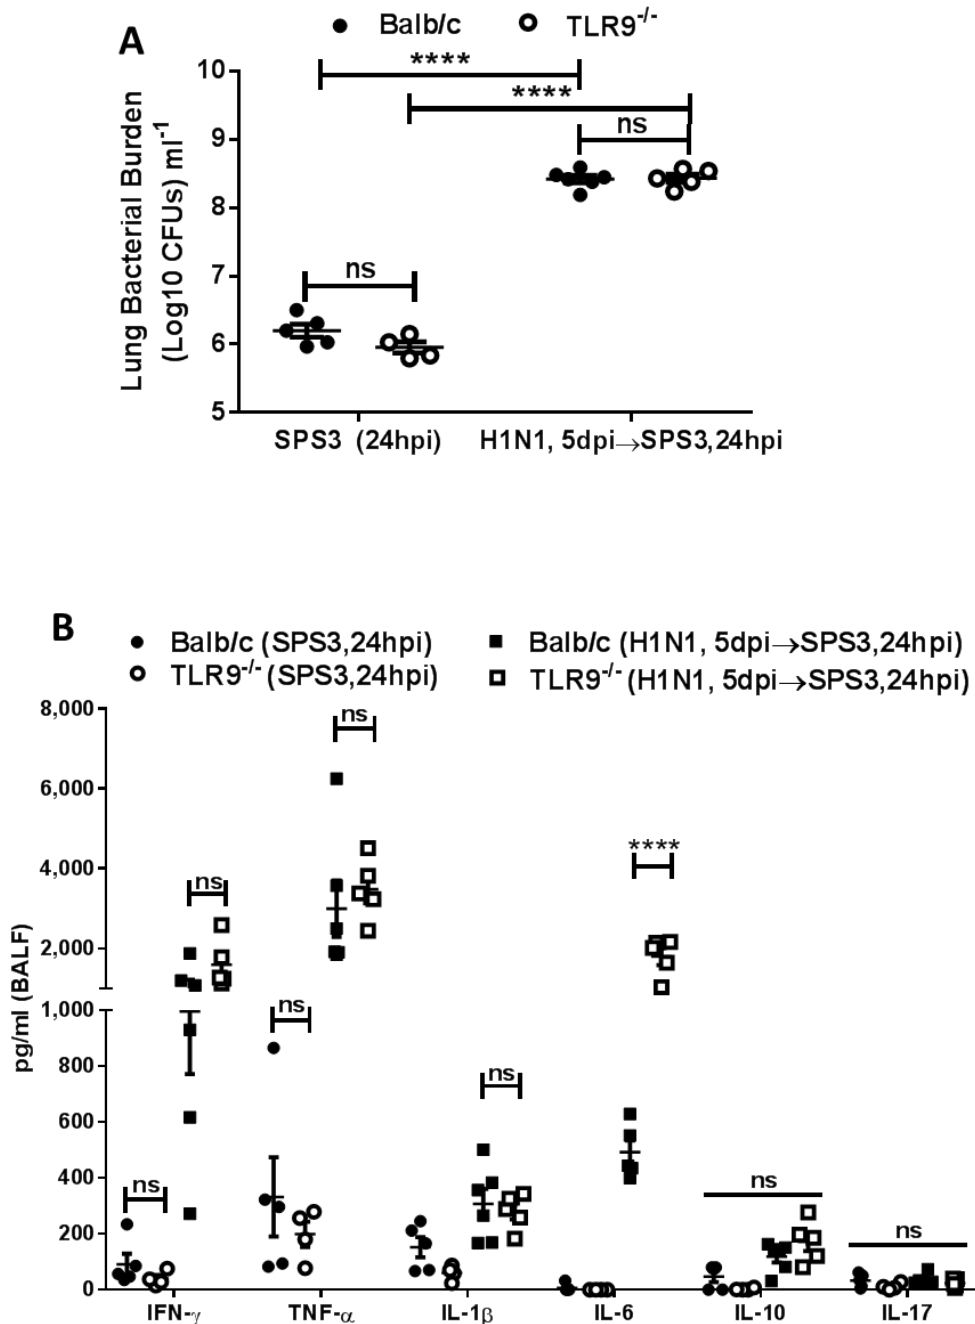 A
Balb/c
TLR9-/-
****
****
ns
ns
Lung Bacterial Burden
(Log10 CFUs) ml-1
10
9
8
7
6
5
SPS3 (24hpi)
H1N1, 5dpi→SPS3,24hpi
B
Balb/c (SPS3,24hpi)
TLR9-/- (SPS3,24hpi)
Balb/c (H1N1, 5dpi→SPS3,24hpi)
TLR9-/- (H1N1, 5dpi→SPS3,24hpi)
pg/ml (BALF)
8,000
6,000
4,000
2,000
1,000
800
600
400
200
0
ns
ns
ns
ns
ns
****
ns
ns
IFN-γ
TNF-α
IL-1β
IL-6
IL-10
IL-17